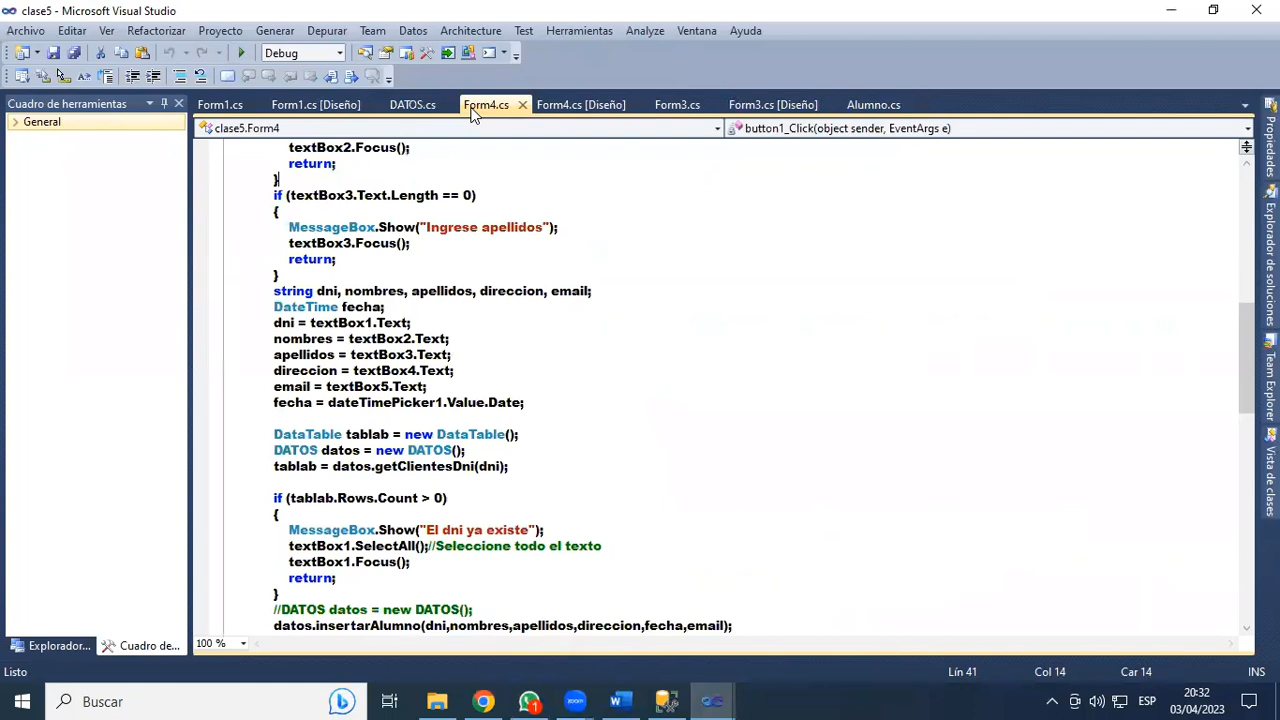 clase5 - Microsoft Visual Studio
Archivo Editar Ver Refactorizar Proyecto Generar Depurar Team Datos Architecture Test Herramientas Analyze Ventana Ayuda
Debug
Cuadro de herramientas
Form1.cs Form1.cs [Diseño] DATOS.cs Form4.cs Form4.cs [Diseño] Form3.cs Form3.cs [Diseño] Alumno.cs
General
clase5.Form4 button1_Click(object sender, EventArgs e)
textBox2.Focus();
return;
}
if (textBox3.Text.Length == 0)
{
MessageBox.Show("Ingrese apellidos");
textBox3.Focus();
return;
}
string dni, nombres, apellidos, direccion, email;
DateTime fecha;
dni = textBox1.Text;
nombres = textBox2.Text;
apellidos = textBox3.Text;
direccion = textBox4.Text;
email = textBox5.Text;
fecha = dateTimePicker1.Value.Date;
DataTable tablab = new DataTable();
DATOS datos = new DATOS();
tablab = datos.getClientesDni(dni);
if (tablab.Rows.Count > 0)
{
MessageBox.Show("El dni ya existe");
textBox1.SelectAll();//Seleccione todo el texto
textBox1.Focus();
return;
}
//DATOS datos = new DATOS();
datos.insertarAlumno(dni,nombres,apellidos,direccion,fecha,email);
Propiedades
Explorador de soluciones
Team Explorer
Vista de clases
100 %
Explorador... Cuadro de...
Listo Lín 41 Col 14 Car 14 INS
Buscar
1
ESP
20:32
03/04/2023